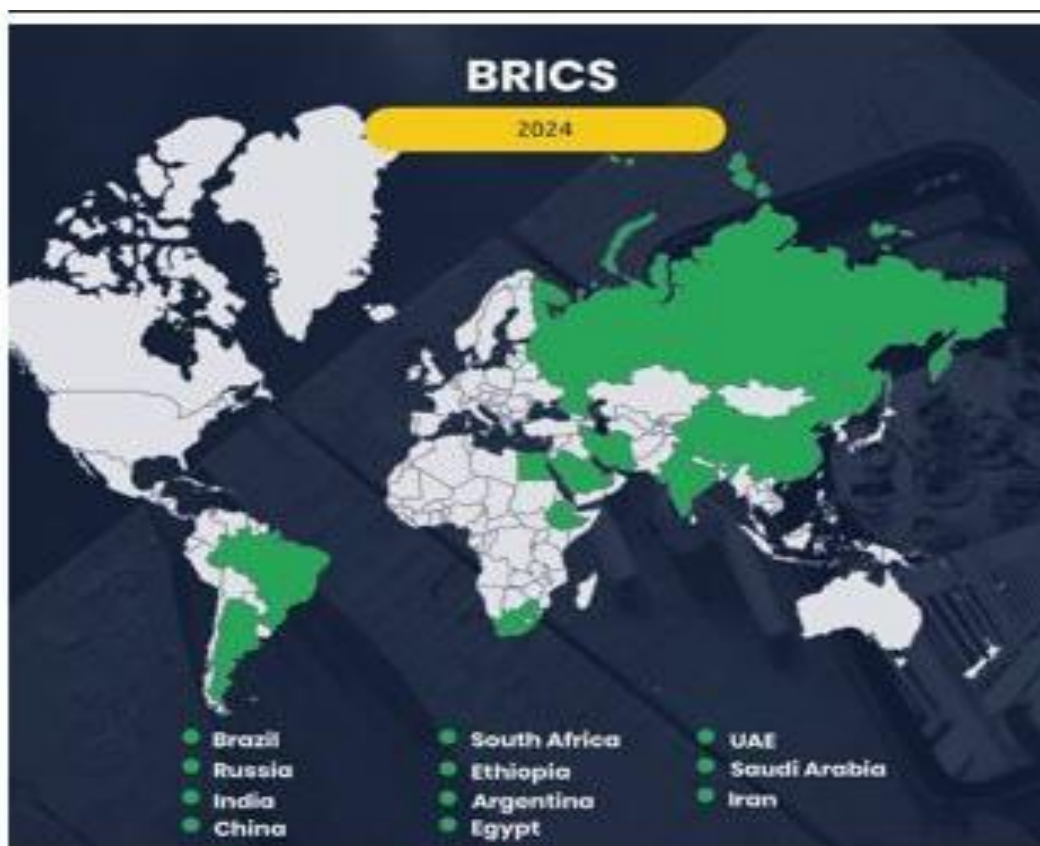 BRICS
2024
Brazil
Russia
India
China
South Africa
Ethiopia
Argentina
Egypt
UAE
Saudi Arabia
Iran